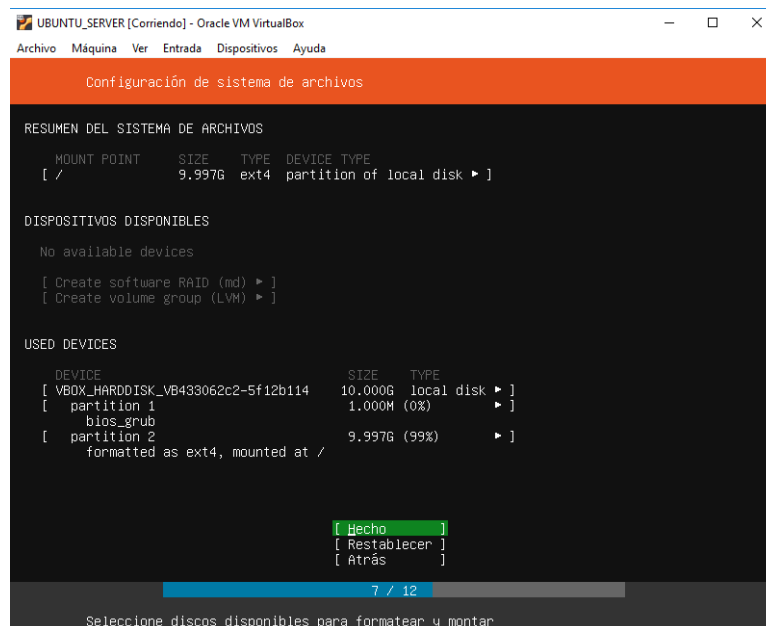 UBUNTU_SERVER [Corriendo] - Oracle VM VirtualBox
Archivo Máquina Ver Entrada Dispositivos Ayuda
Configuración de sistema de archivos
RESUMEN DEL SISTEMA DE ARCHIVOS
MOUNT POINT SIZE TYPE DEVICE TYPE
[ / 9.997G ext4 partition of local disk ▸ ]
DISPOSITIVOS DISPONIBLES
No available devices
[ Create software RAID (md) ▸ ]
[ Create volume group (LVM) ▸ ]
USED DEVICES
DEVICE SIZE TYPE
[ VBOX_HARDDISK_VB433062c2-5f12b114 10.000G local disk ▸ ]
[ partition 1 1.000M (0%) ▸ ]
bios_grub
[ partition 2 9.997G (99%) ▸ ]
formatted as ext4, mounted at /
[ Hecho ]
[ Restablecer ]
[ Atrás ]
7 / 12
Seleccione discos disponibles para formatear y montar